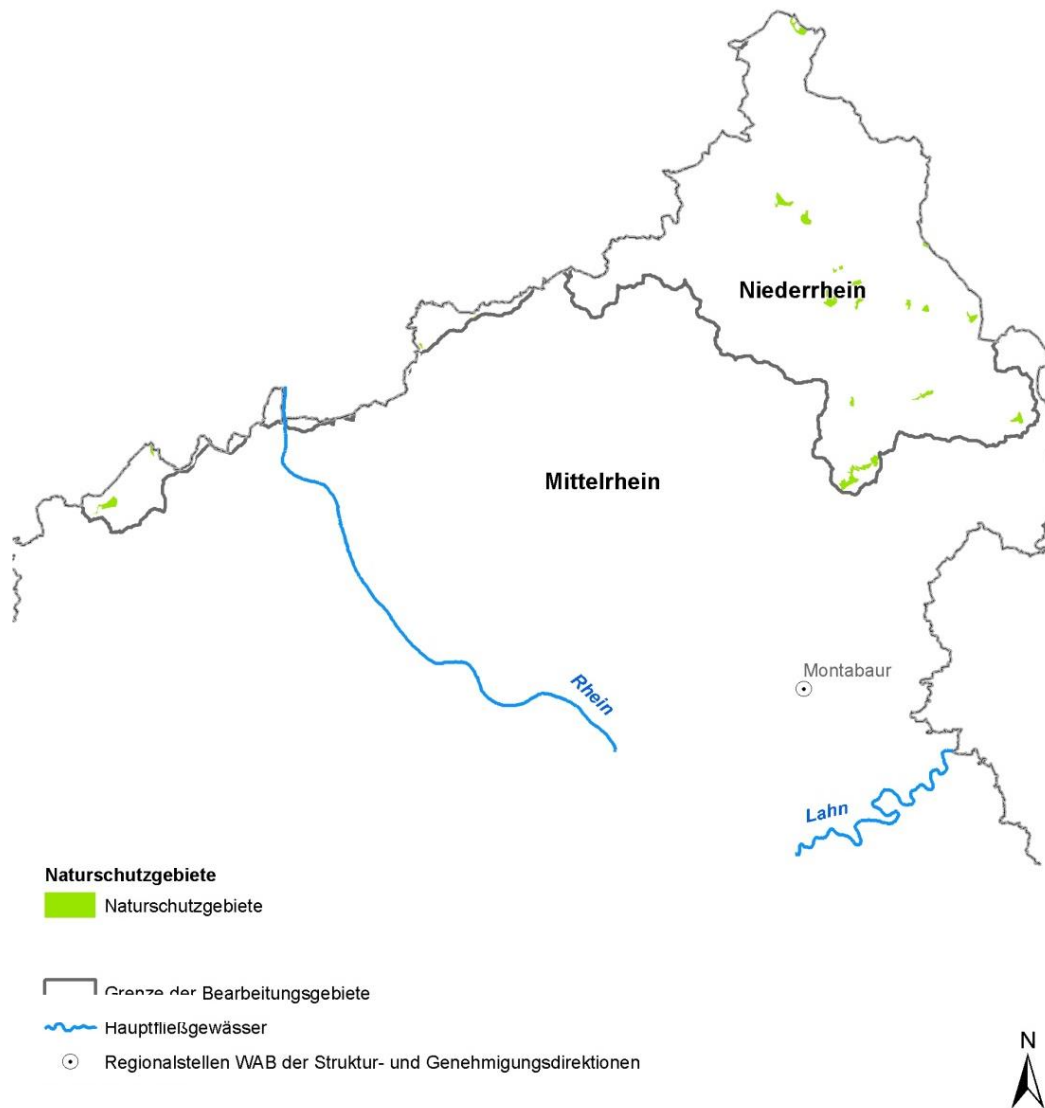 Niederrhein
Mittelrhein
Montabaur
Rhein
Lahn
Naturschutzgebiete
Naturschutzgebiete
Grenze der Bearbeitungsgebiete
Hauptfließgewässer
Regionalstellen WAB der Struktur- und Genehmigungsdirektionen
N